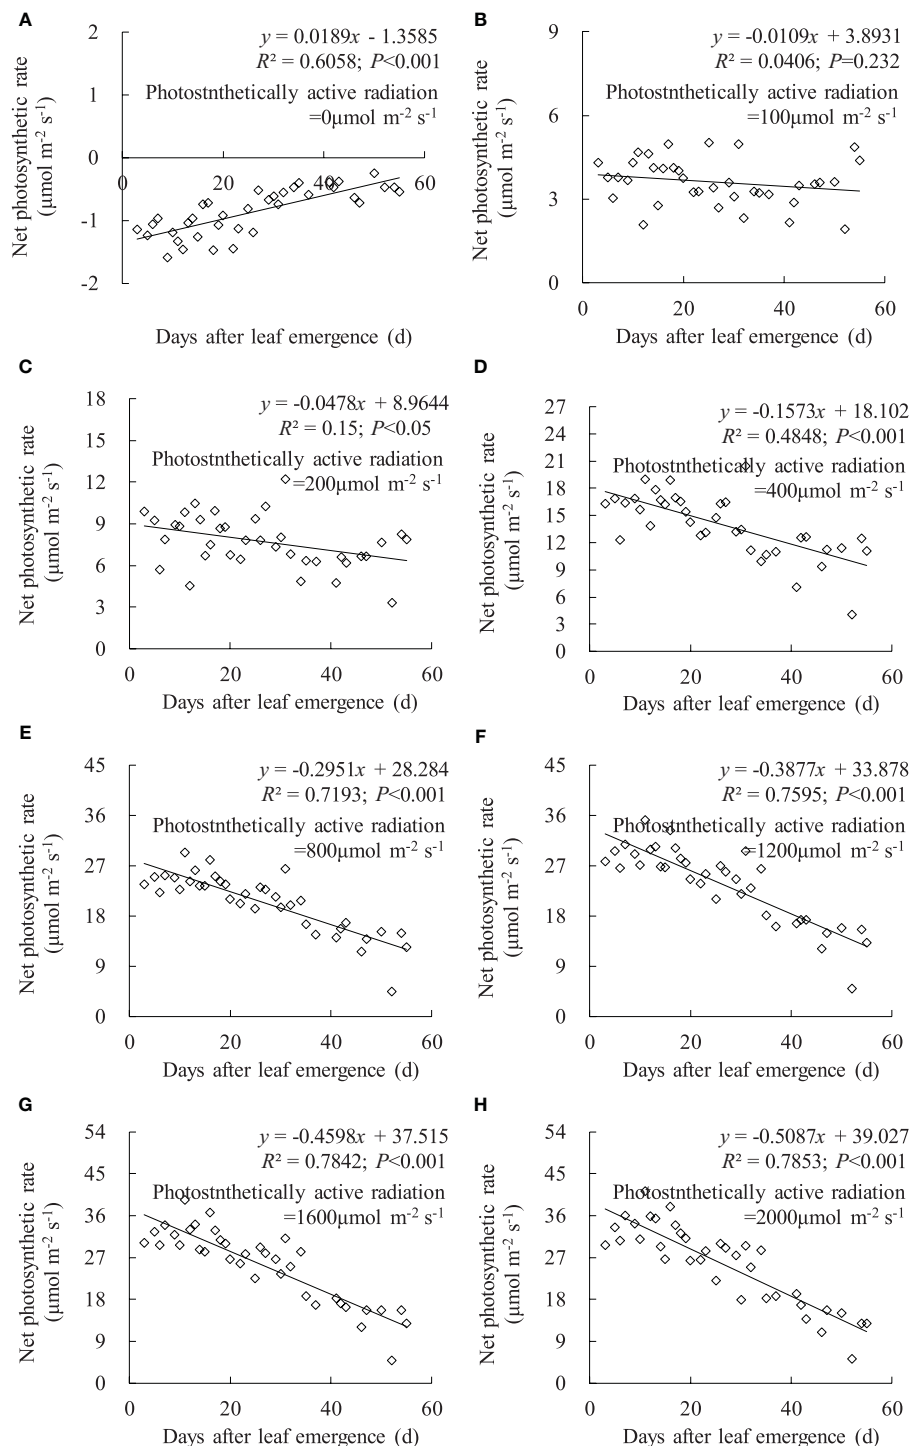 A
Net photosynthetic rate
(μmol m-2 s-1)
2
1
0
-1
-2
y = 0.0189x - 1.3585
R² = 0.6058; P<0.001
Photostnthetically active radiation
=0μmol m-2 s-1
0 20 40 60
Days after leaf emergence (d)
B
Net photosynthetic rate
(μmol m-2 s-1)
9
6
3
0
y = -0.0109x + 3.8931
R² = 0.0406; P=0.232
Photostnthetically active radiation
=100μmol m-2 s-1
0 20 40 60
Days after leaf emergence (d)
C
Net photosynthetic rate
(μmol m-2 s-1)
18
15
12
9
6
3
0
y = -0.0478x + 8.9644
R² = 0.15; P<0.05
Photostnthetically active radiation
=200μmol m-2 s-1
0 20 40 60
Days after leaf emergence (d)
D
Net photosynthetic rate
(μmol m-2 s-1)
27
24
21
18
15
12
9
6
3
0
y = -0.1573x + 18.102
R² = 0.4848; P<0.001
Photostnthetically active radiation
=400μmol m-2 s-1
0 20 40 60
Days after leaf emergence (d)
E
Net photosynthetic rate
(μmol m-2 s-1)
45
36
27
18
9
0
y = -0.2951x + 28.284
R² = 0.7193; P<0.001
Photostnthetically active radiation
=800μmol m-2 s-1
0 20 40 60
Days after leaf emergence (d)
F
Net photosynthetic rate
(μmol m-2 s-1)
45
36
27
18
9
0
y = -0.3877x + 33.878
R² = 0.7595; P<0.001
Photostnthetically active radiation
=1200μmol m-2 s-1
0 20 40 60
Days after leaf emergence (d)
G
Net photosynthetic rate
(μmol m-2 s-1)
54
45
36
27
18
9
0
y = -0.4598x + 37.515
R² = 0.7842; P<0.001
Photostnthetically active radiation
=1600μmol m-2 s-1
0 20 40 60
Days after leaf emergence (d)
H
Net photosynthetic rate
(μmol m-2 s-1)
54
45
36
27
18
9
0
y = -0.5087x + 39.027
R² = 0.7853; P<0.001
Photostnthetically active radiation
=2000μmol m-2 s-1
0 20 40 60
Days after leaf emergence (d)